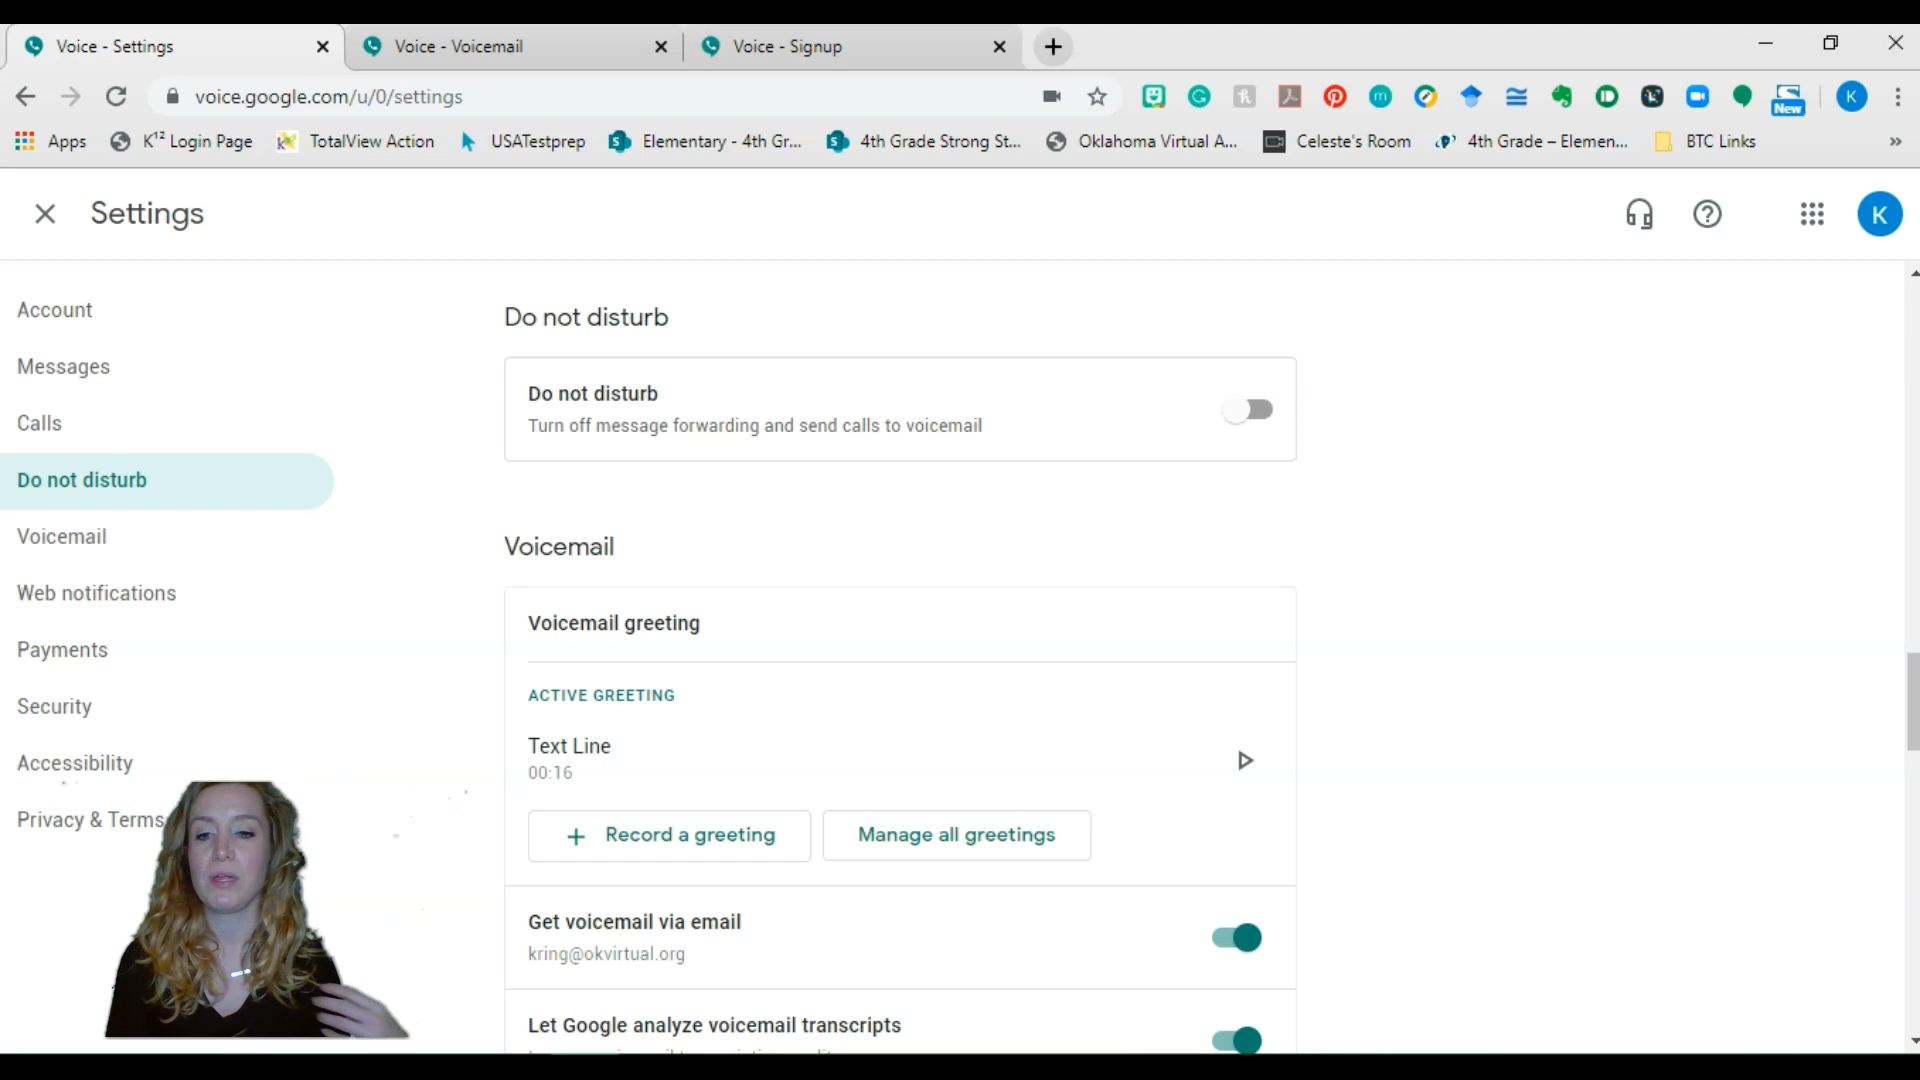 Voice - Settings
Voice - Voicemail
Voice - Signup
voice.google.com/u/0/settings
New
K
Apps
K¹² Login Page
TotalView Action
USATestprep
Elementary - 4th Gr...
4th Grade Strong St...
Oklahoma Virtual A...
Celeste's Room
4th Grade – Elemen...
BTC Links
Settings
K
Account
Messages
Calls
Do not disturb
Voicemail
Web notifications
Payments
Security
Accessibility
Privacy & Terms
Do not disturb
Do not disturb
Turn off message forwarding and send calls to voicemail
Voicemail
Voicemail greeting
ACTIVE GREETING
Text Line
00:16
+ Record a greeting
Manage all greetings
Get voicemail via email
kring@okvirtual.org
Let Google analyze voicemail transcripts